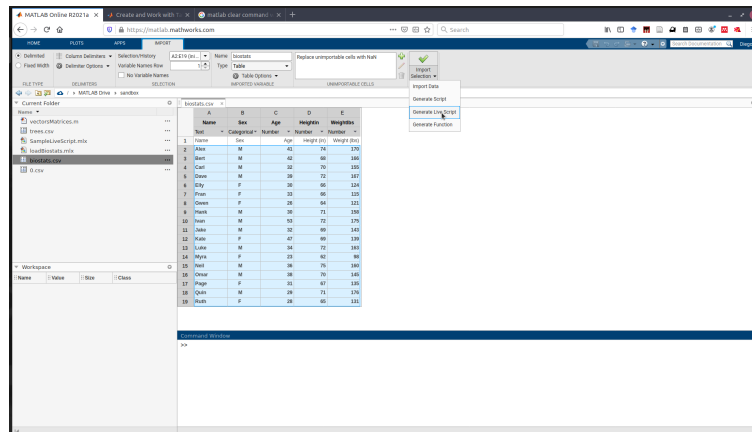 MATLAB Online R2021a
Create and Work with
matlab clear command
https://matlab.mathworks.com
Search
HOME PLOTS APPS IMPORT
Search Documentation
Diego
Delimited Column Delimiters Selection/History A2:E19 Name biostats Replace unimportable cells with NaN
Fixed Width Delimiter Options Variable Names Row 1 Type Table Import
No Variable Names Table Options Selection
FILE TYPE DELIMITERS SELECTION IMPORTED VARIABLE UNIMPORTABLE CELLS
Import Data
Generate Script
Generate Live Script
Generate Function
/ MATLAB Drive sandbox
Current Folder
Name
vectorsMatrices.m
trees.csv
SampleLiveScript.mlx
loadBiostats.mlx
biostats.csv
0.csv
Workspace
Name Value Size Class
biostats.csv
A B C D E
Name Sex Age HeightIn Weightlbs
Text Categorical Number Number Number
1 Name Sex Age Height (in) Weight (lbs)
2 Alex M 41 74 170
3 Bert M 42 68 166
4 Carl M 32 70 155
5 Dave M 39 72 167
6 Elly F 30 66 124
7 Fran F 33 66 115
8 Gwen F 26 64 121
9 Hank M 30 71 158
10 Ivan M 53 72 175
11 Jake M 32 69 143
12 Kate F 47 69 139
13 Luke M 34 72 163
14 Myra F 23 62 98
15 Neil M 36 75 160
16 Omar M 38 70 145
17 Page F 31 67 135
18 Quin M 29 71 176
19 Ruth F 28 65 131
Command Window
>>